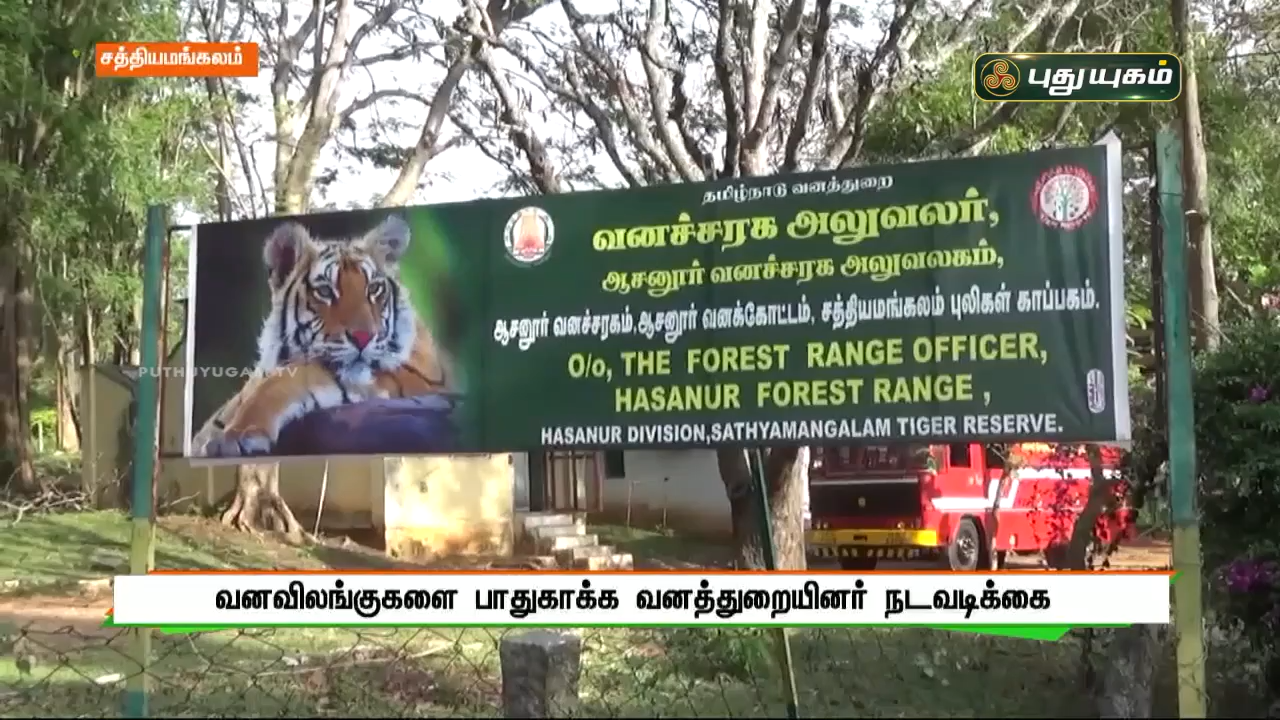 சத்தியமங்கலம்
புதுயுகம்
தமிழ்நாடு வனத்துறை
வனச்சரக அலுவலர்,
ஆசனூர் வனச்சரக அலுவலகம்,
ஆசனூர் வனச்சரகம்,ஆசனூர் வனக்கோட்டம், சத்தியமங்கலம் புலிகள் காப்பகம்.
O/o, THE FOREST RANGE OFFICER,
HASANUR FOREST RANGE ,
HASANUR DIVISION,SATHYAMANGALAM TIGER RESERVE.
PUTHUYUGAM TV
வனவிலங்குகளை பாதுகாக்க வனத்துறையினர் நடவடிக்கை